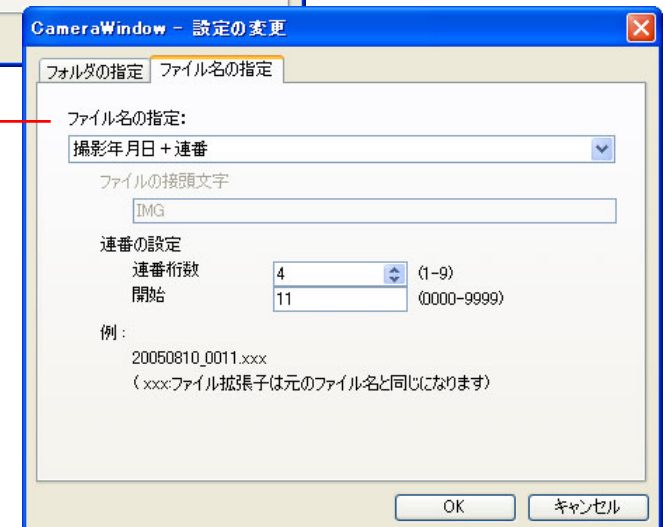 CameraWindow - 設定の変更
フォルダの指定 ファイル名の指定
ファイル名の指定:
撮影年月日+連番
ファイルの接頭文字
IMG
連番の設定
連番桁数 4 (1-9)
開始 11 (0000-9999)
例:
20050810_0011.xxx
(xxx:ファイル拡張子は元のファイル名と同じになります)
OK キャンセル